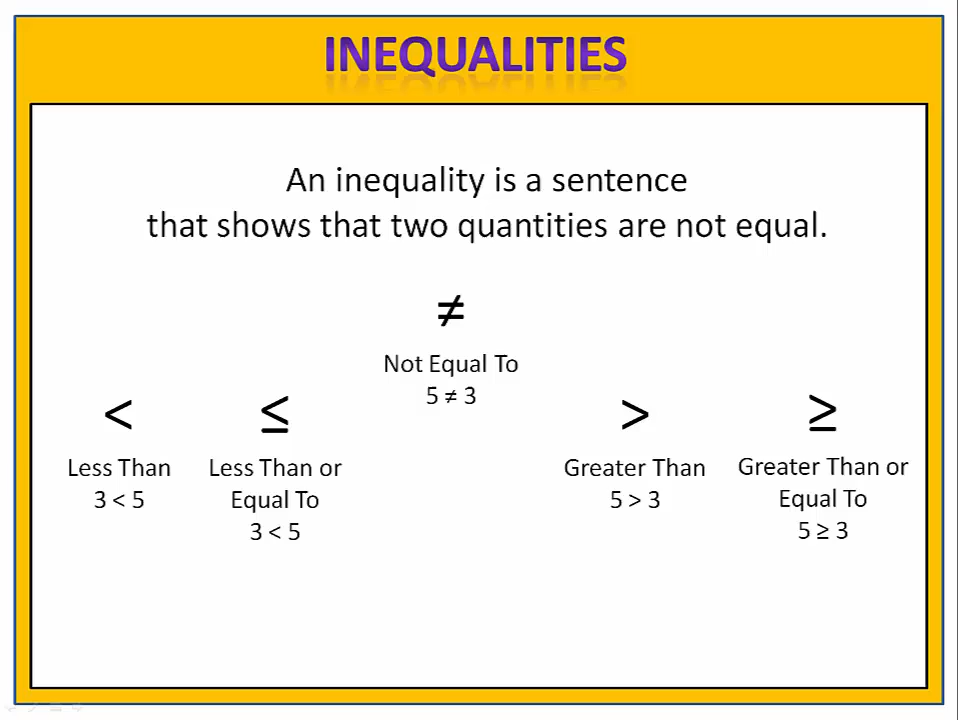 INEQUALITIES
An inequality is a sentence
that shows that two quantities are not equal.
≠
Not Equal To
5 ≠ 3
<
Less Than
3 < 5
≤
Less Than or
Equal To
3 < 5
>
Greater Than
5 > 3
≥
Greater Than or
Equal To
5 ≥ 3